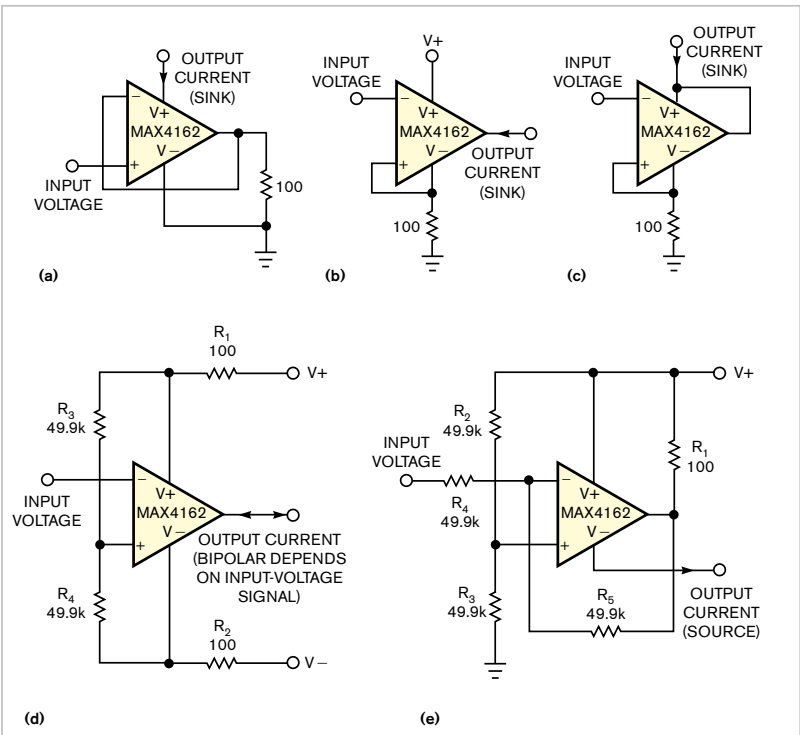 OUTPUT
CURRENT
(SINK)
−
V+
MAX4162
V−
+
INPUT
VOLTAGE
100
(a)
V+
INPUT
VOLTAGE
−
V+
MAX4162
V−
+
OUTPUT
CURRENT
(SINK)
100
(b)
OUTPUT
CURRENT
(SINK)
INPUT
VOLTAGE
−
V+
MAX4162
V−
+
100
(c)
R1
100
V+
R3
49.9k
INPUT
VOLTAGE
−
V+
MAX4162
V−
+
OUTPUT CURRENT
(BIPOLAR DEPENDS
ON INPUT-VOLTAGE
SIGNAL)
R4
49.9k
R2
100
V−
(d)
V+
R2
49.9k
R1
100
INPUT
VOLTAGE
R4
49.9k
−
V+
MAX4162
V−
+
R3
49.9k
R5
49.9k
OUTPUT
CURRENT
(SOURCE)
(e)